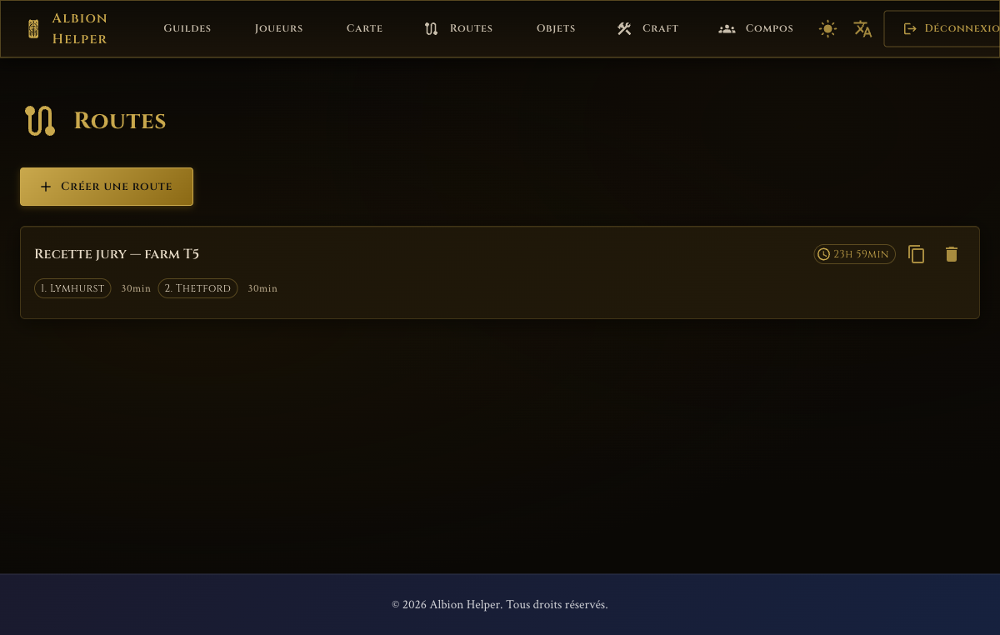 Albion Helper
Guildes
Joueurs
Carte
Routes
Objets
Craft
Compos
Déconnexio
Routes
Créer une route
Recette jury — farm T5
23h 59min
1. Lymhurst 30min 2. Thetford 30min
© 2026 Albion Helper. Tous droits réservés.